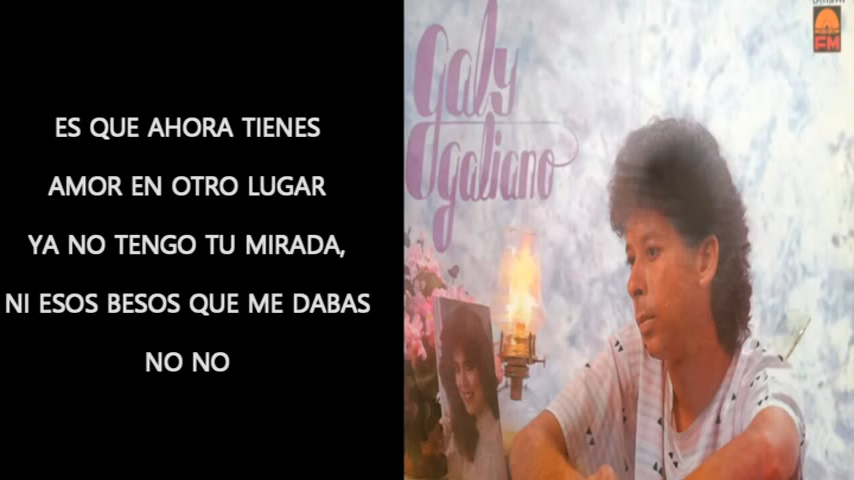 ES QUE AHORA TIENES
AMOR EN OTRO LUGAR
YA NO TENGO TU MIRADA,
NI ESOS BESOS QUE ME DABAS
NO NO
galy
galiano
FM